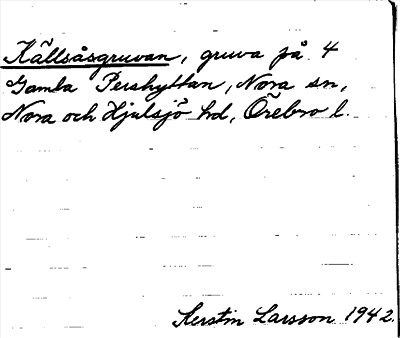 Källsåsgruvan, gruva på 4
Gamla Pershyttan, Nora sn,
Nora och Hjulsjö hd, Örebro l.
Kerstin Larsson 1942.